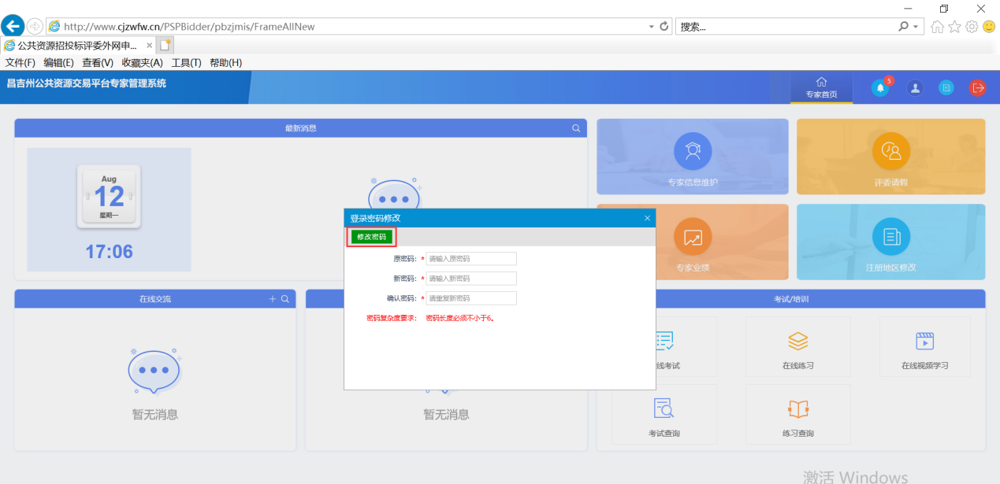 http://www.cjzwfw.cn/PSPBidder/pbzjmis/FrameAllNew
搜索...
公共资源招投标评委外网申...
文件(F) 编辑(E) 查看(V) 收藏夹(A) 工具(T) 帮助(H)
昌吉州公共资源交易平台专家管理系统
专家首页
5
最新消息
Aug
12
星期一
17:06
专家信息维护
评委请假
专家业绩
注册地区修改
登录密码修改
修改密码
原密码: * 请输入原密码
新密码: * 请输入新密码
确认密码: * 请重复新密码
密码复杂度要求: 密码长度必须不小于6。
在线交流
暂无消息
暂无消息
考试/培训
线考试
在线练习
在线视频学习
考试查询
练习查询
激活 Windows